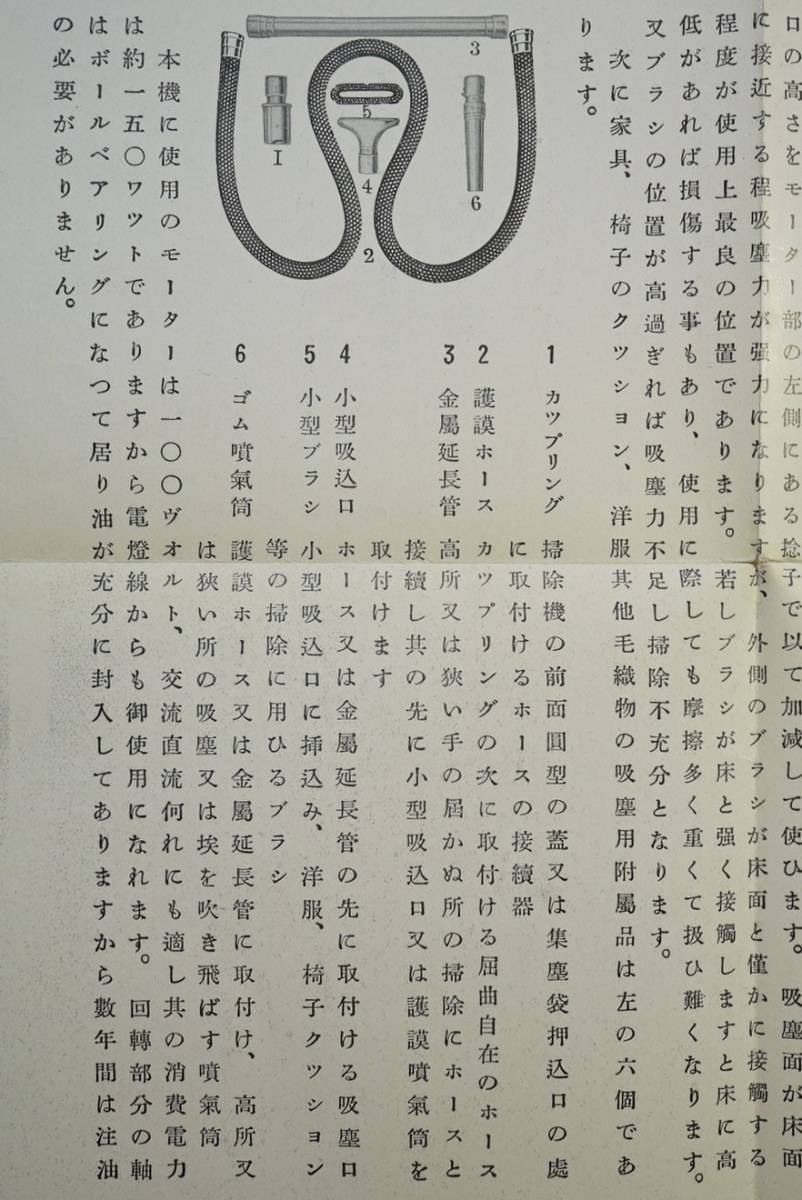 口の高さをモーター部の左側にある捻子で以て加減して使ひます。吸塵面が床面
に接近する程吸塵力が强力になりますが、外側のブラシが床面と僅かに接觸する
程度が使用上最良の位置であります。若しブラシが床と强く接觸しますと床に高
低があれば損傷する事もあり、使用に際しても摩擦多く重くて扱ひ難くなります。
又ブラシの位置が高過ぎれば吸塵力不足し掃除不充分となります。
次に家具、椅子のクツシヨン、洋服其他毛織物の吸塵用附屬品は左の六個であ
ります。
3
1
5
4
6
2
1 カツプリング 掃除機の前面圓型の蓋又は集塵袋押込口の處
に取付けるホースの接續器
2 護謨ホース カツプリングの次に取付ける屈曲自在のホース
3 金屬延長管 高所又は狹い手の屆かぬ所の掃除にホースと
接續し其の先に小型吸込口又は護謨噴氣筒を
取付けます
4 小型吸込口 ホース又は金屬延長管の先に取付ける吸塵口
5 小型ブラシ 小型吸込口に揷込み、洋服、椅子クツシヨン
等の掃除に用ひるブラシ
6 ゴム噴氣筒 護謨ホース又は金屬延長管に取付け、高所又
は狹い所の吸塵又は埃を吹き飛ばす噴氣筒
本機に使用のモーターは一〇〇ヴオルト、交流直流何れにも適し其の消費電力
は約一五〇ワツトでありますから電燈線からも御使用になれます。回轉部分の軸
はボールベアリングになつて居り油が充分に封入してありますから數年間は注油
の必要がありません。